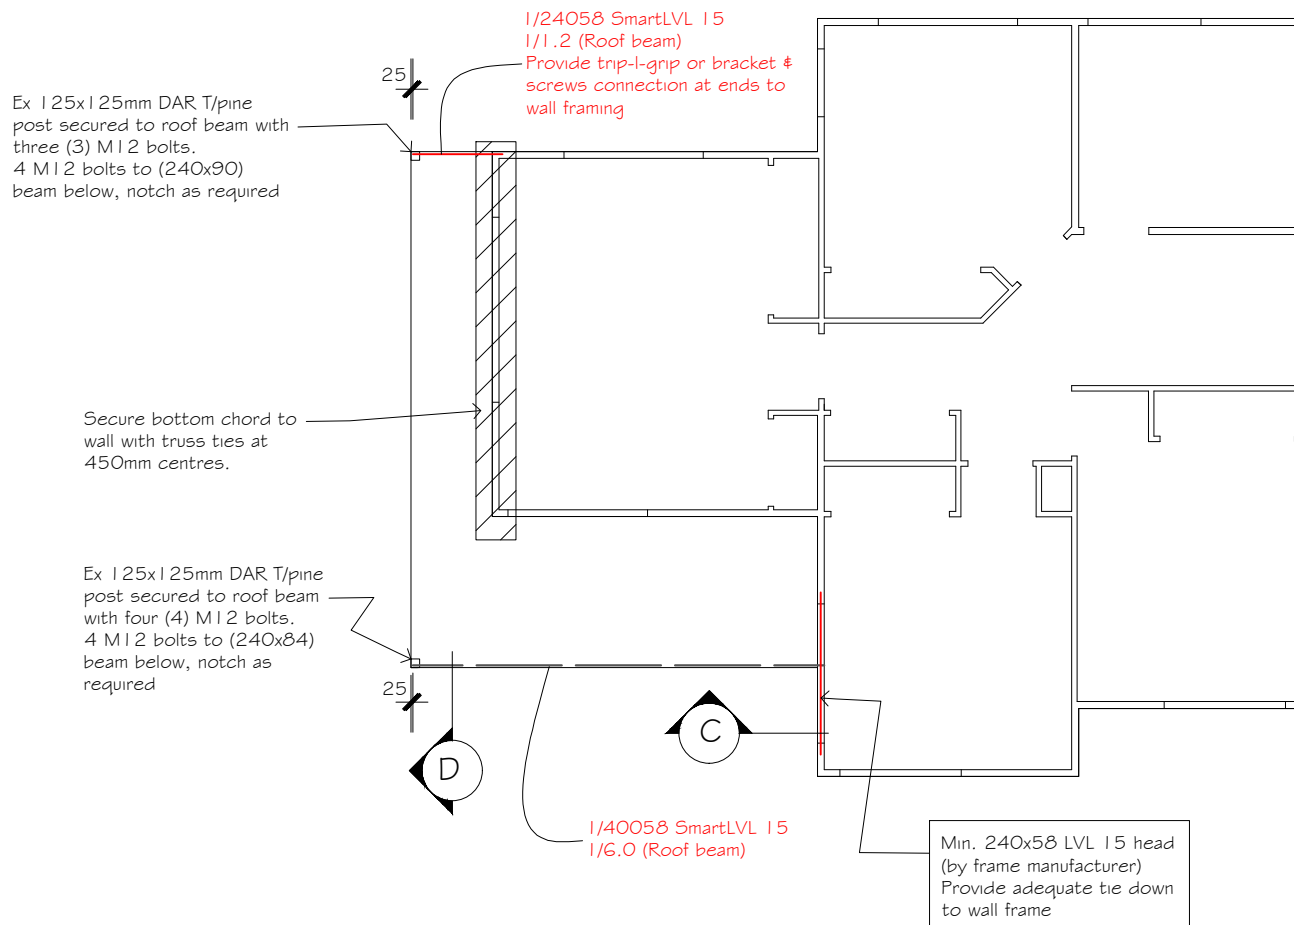 1/24058 SmartLVL 15
1/1.2 (Roof beam)
Provide trip-l-grip or bracket &
screws connection at ends to
wall framing
25
Ex 125x125mm DAR T/pine
post secured to roof beam with
three (3) M12 bolts.
4 M12 bolts to (240x90)
beam below, notch as required
Secure bottom chord to
wall with truss ties at
450mm centres.
Ex 125x125mm DAR T/pine
post secured to roof beam
with four (4) M12 bolts.
4 M12 bolts to (240x84)
beam below, notch as
required
25
D
C
1/40058 SmartLVL 15
1/6.0 (Roof beam)
Min. 240x58 LVL 15 head
(by frame manufacturer)
Provide adequate tie down
to wall frame